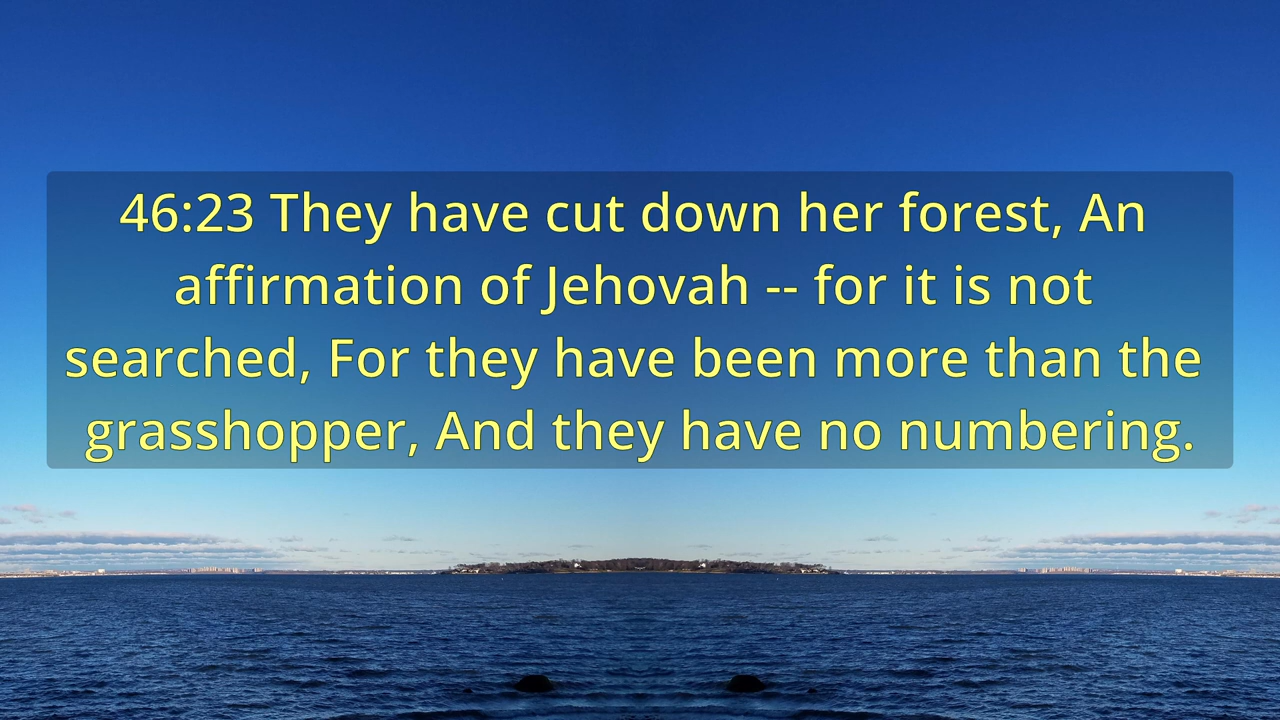 46:23 They have cut down her forest, An
affirmation of Jehovah -- for it is not
searched, For they have been more than the
grasshopper, And they have no numbering.